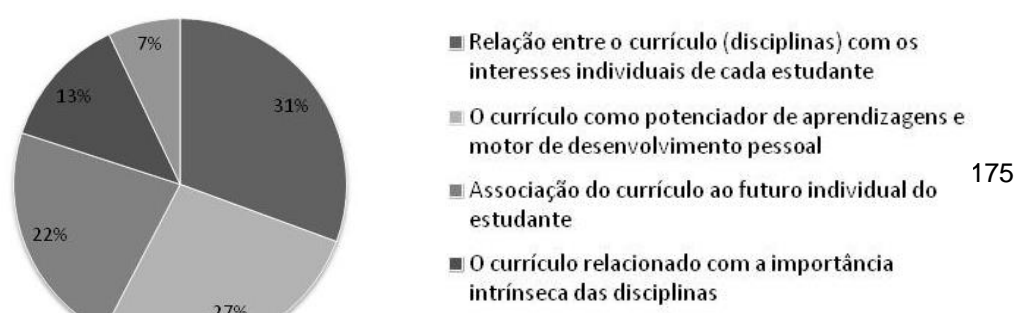 7%
13%
31%
22%
27%
Relação entre o currículo (disciplinas) com os
interesses individuais de cada estudante
O currículo como potenciador de aprendizagens e
motor de desenvolvimento pessoal
Associação do currículo ao futuro individual do
estudante
O currículo relacionado com a importância
intrínseca das disciplinas
175